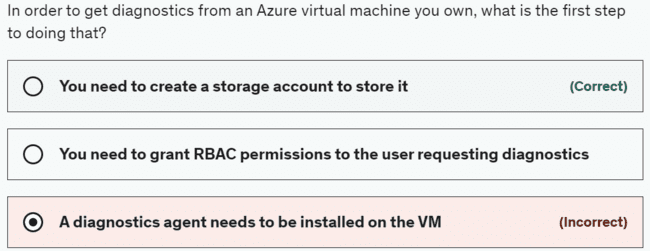 In order to get diagnostics from an Azure virtual machine you own, what is the first step
to doing that?
You need to create a storage account to store it (Correct)
You need to grant RBAC permissions to the user requesting diagnostics
A diagnostics agent needs to be installed on the VM (Incorrect)